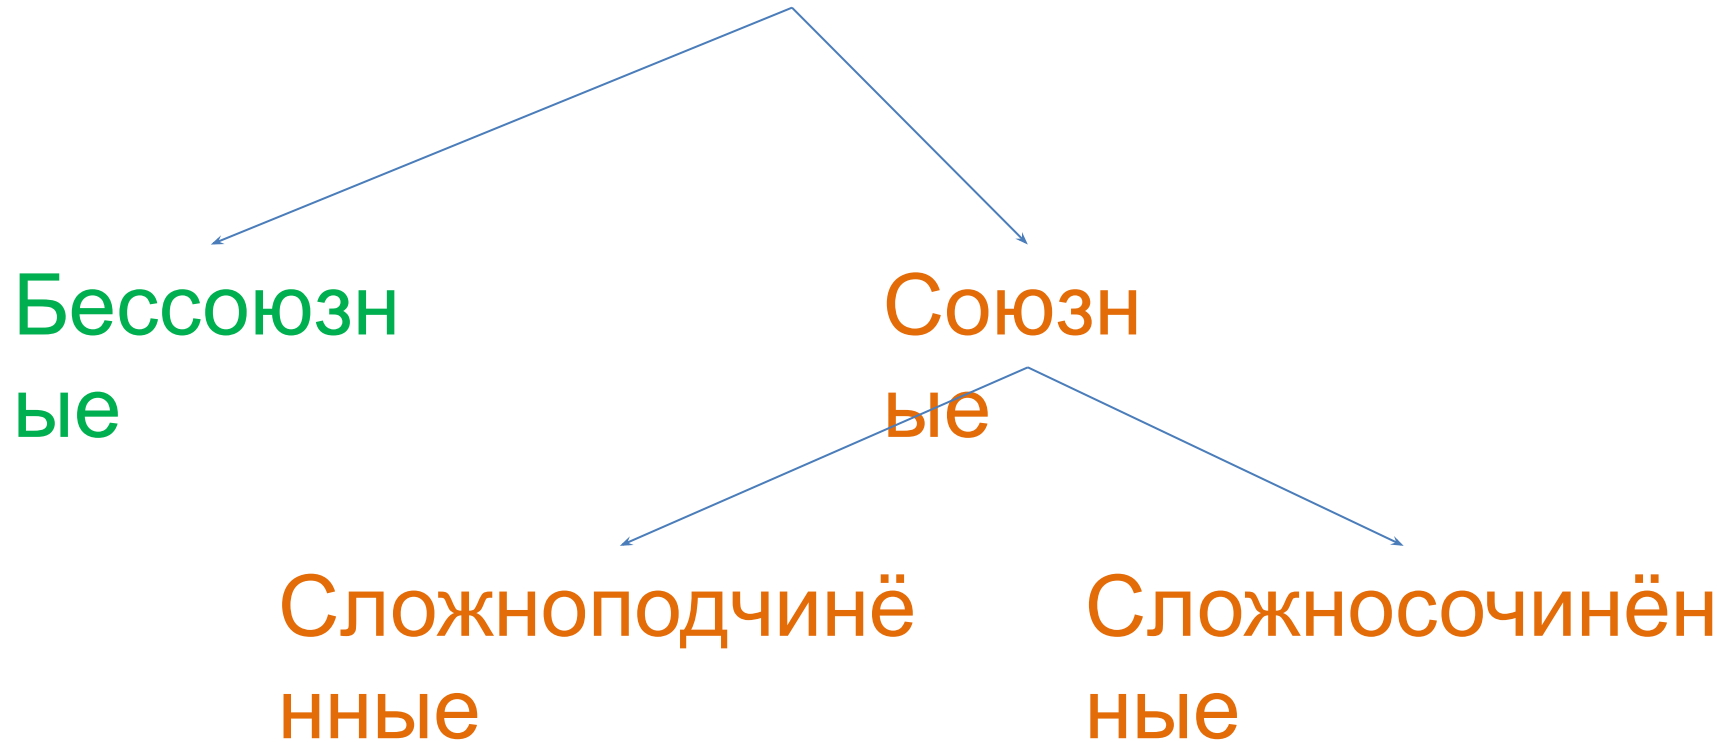 Бессоюзн
ые
Союзн
ые
Сложноподчинё
нные
Сложносочинён
ные